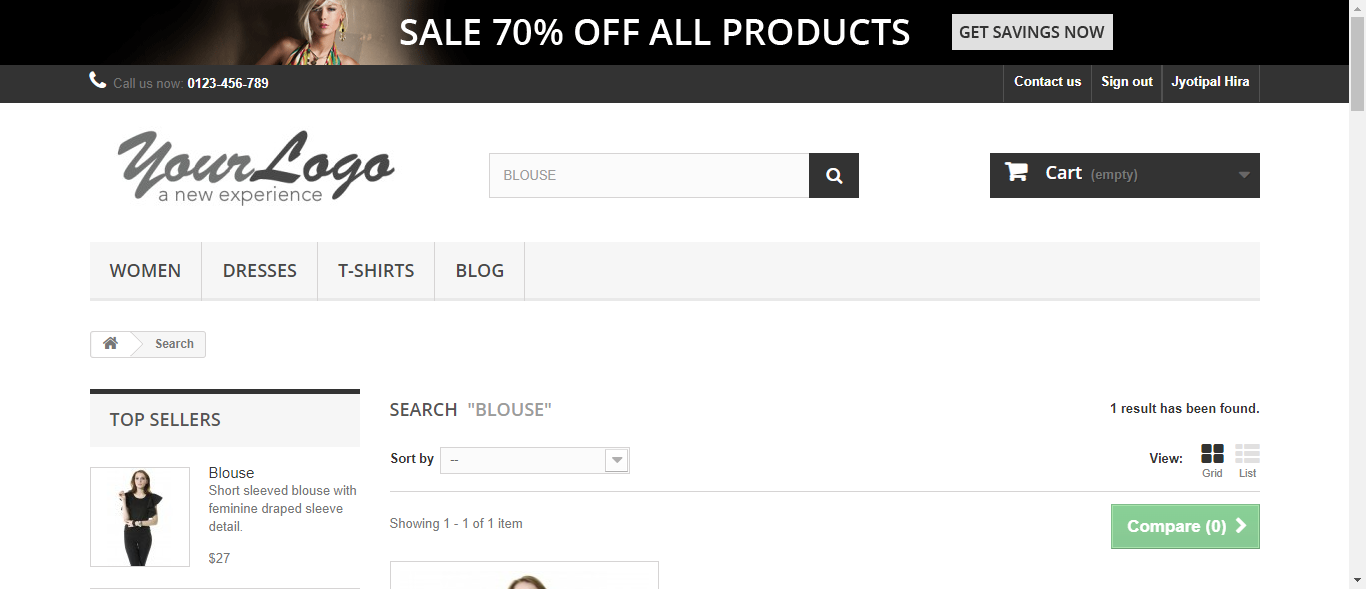 SALE 70% OFF ALL PRODUCTS
GET SAVINGS NOW
Call us now: 0123-456-789
Contact us
Sign out
Jyotipal Hira
YourLogo
a new experience
BLOUSE
Cart (empty)
WOMEN
DRESSES
T-SHIRTS
BLOG
Search
TOP SELLERS
Blouse
Short sleeved blouse with
feminine draped sleeve
detail.
$27
SEARCH "BLOUSE"
1 result has been found.
Sort by
--
View:
Grid
List
Showing 1 - 1 of 1 item
Compare (0)